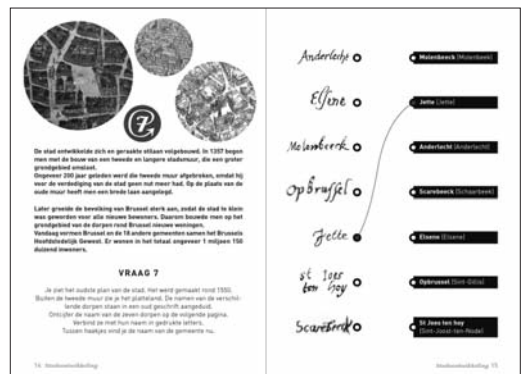 7
De stad ontwikkelde zich en geraakte stilaan volgebouwd. In 1357 begon
men met de bouw van een tweede en langere stadsmuur, die een groter
grondgebied omsloot.
Ongeveer 200 jaar geleden werd die tweede muur afgebroken, omdat hij
voor de verdediging van de stad geen nut meer had. Op de plaats van de
oude muur heeft men een brede laan aangelegd.
Later groeide de bevolking van Brussel sterk aan, zodat de stad te klein
was geworden voor alle nieuwe bewoners. Daarom bouwde men op het
grondgebied van de dorpen rond Brussel nieuwe woningen.
Vandaag vormen Brussel en de 18 andere gemeenten samen het Brussels
Hoofdstedelijk Gewest. Er wonen in het totaal ongeveer 1 miljoen 150
duizend inwoners.
VRAAG 7
Je ziet het oudste plan van de stad. Het werd gemaakt rond 1550.
Buiten de tweede muur zie je het platteland. De namen van de verschil-
lende dorpen staan in een oud geschrift aangeduid.
Ontcijfer de naam van de zeven dorpen op de volgende pagina.
Verbind ze met hun naam in gedrukte letters.
Tussen haakjes vind je de naam van de gemeente nu.
14 Stadsontwikkeling
Anderlecht
Elsine
Molenbeeck
Opbrussel
Jette
st Joes
ten hoy
Scarebeeck
Molenbeeck (Molenbeek)
Jette (Jette)
Anderlecht (Anderlecht)
Scarebeeck (Schaarbeek)
Elsene (Elsene)
Opbrussel (Sint-Gillis)
St Joes ten hoy
(Sint-Joost-ten-Node)
Stadsontwikkeling 15